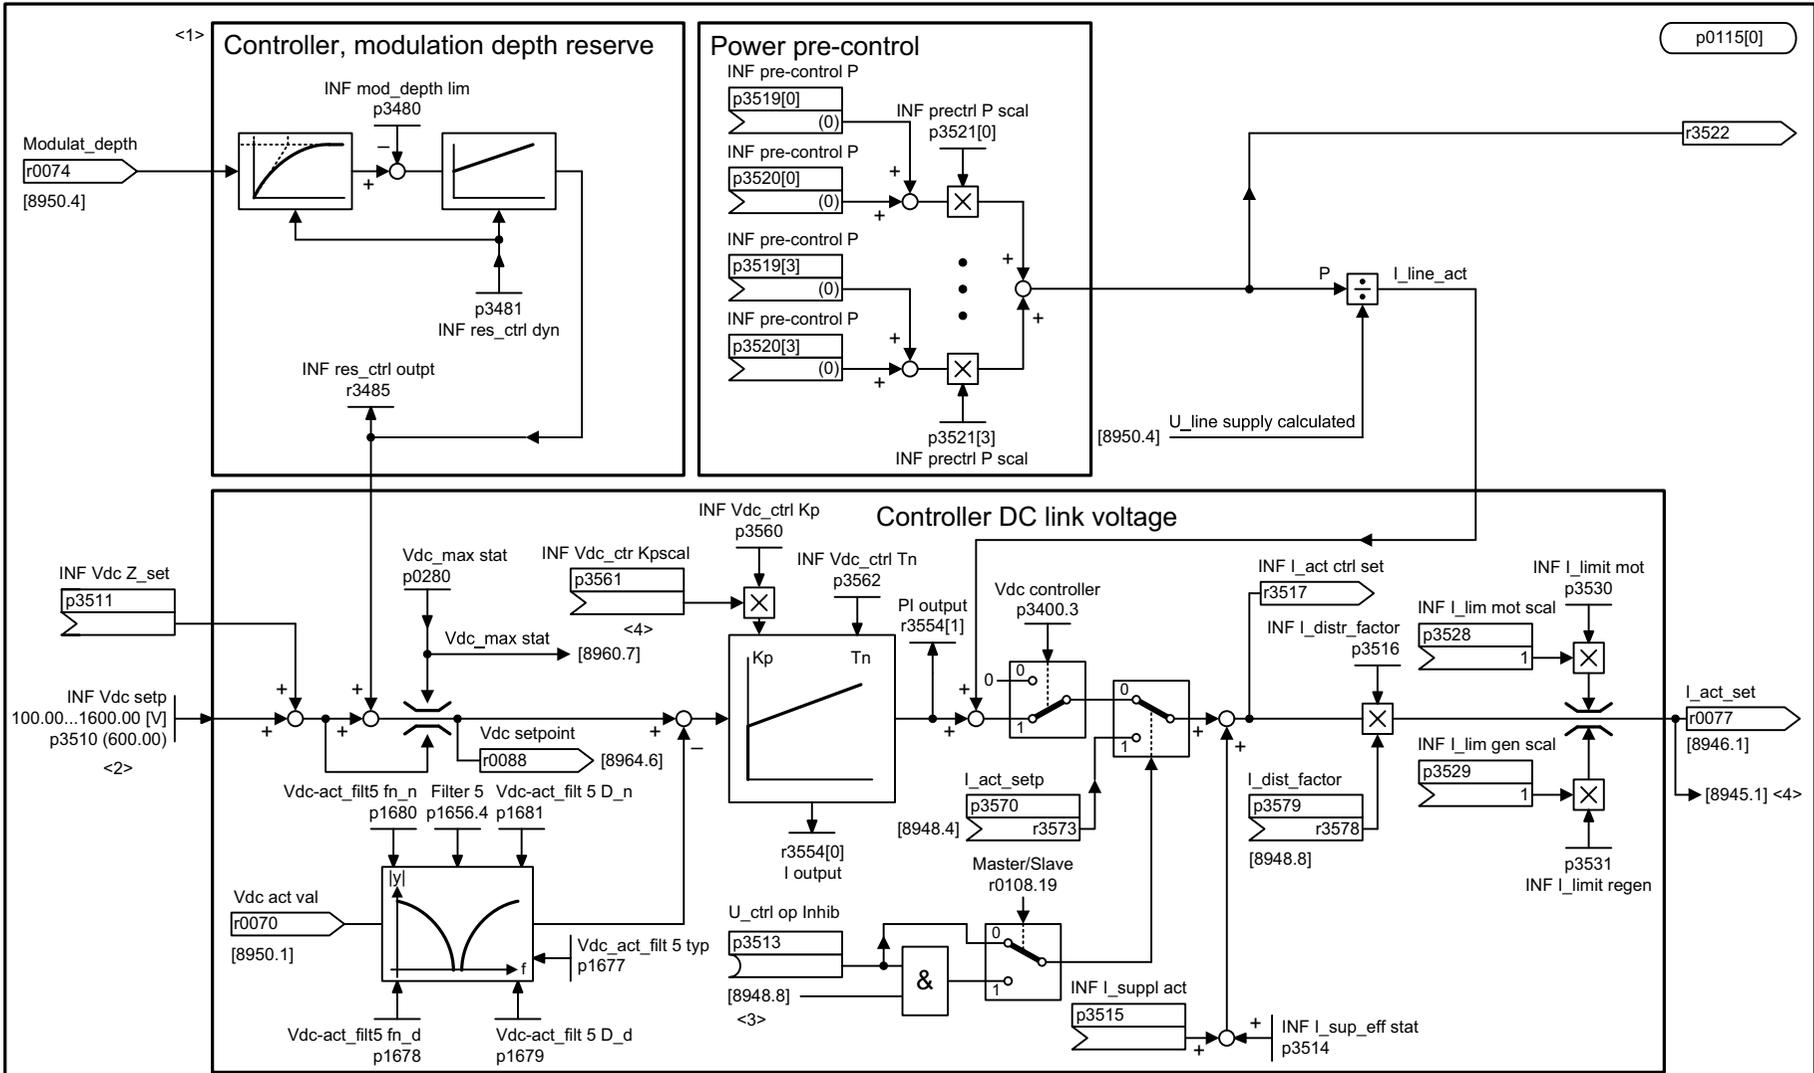 <1>
Controller, modulation depth reserve
INF mod_depth lim
p3480
Modulat_depth
r0074
[8950.4]
–
+
p3481
INF res_ctrl dyn
INF res_ctrl outpt
r3485
Power pre-control
INF pre-control P
p3519[0]
(0)
INF prectrl P scal
p3521[0]
INF pre-control P
p3520[0]
(0)
+
+
INF pre-control P
p3519[3]
(0)
INF pre-control P
p3520[3]
(0)
+
+
+
+
p3521[3]
INF prectrl P scal
p0115[0]
r3522
P
÷
I_line_act
U_line supply calculated
[8950.4]
Controller DC link voltage
INF Vdc Z_set
p3511
INF Vdc setp
100.00...1600.00 [V]
p3510 (600.00)
<2>
+
+
+
+
Vdc_max stat
p0280
Vdc_max stat
[8960.7]
Vdc setpoint
r0088
[8964.6]
INF Vdc_ctr Kpscal
p3561
<4>
INF Vdc_ctrl Kp
p3560
INF Vdc_ctrl Tn
p3562
Kp
Tn
+
–
r3554[0]
I output
PI output
r3554[1]
+
+
Vdc controller
p3400.3
0
0
1
0
1
I_act_setp
p3570
r3573
[8948.4]
+
+
INF I_act ctrl set
r3517
INF I_distr_factor
p3516
I_dist_factor
p3579
r3578
[8948.8]
INF I_limit mot
p3530
INF I_lim mot scal
p3528
1
INF I_lim gen scal
p3529
1
p3531
INF I_limit regen
I_act_set
r0077
[8946.1]
[8945.1] <4>
Vdc-act_filt5 fn_n
p1680
Filter 5
p1656.4
Vdc-act_filt 5 D_n
p1681
|y|
f
Vdc act val
r0070
[8950.1]
Vdc_act_filt 5 typ
p1677
Vdc-act_filt5 fn_d
p1678
Vdc-act_filt 5 D_d
p1679
U_ctrl op Inhib
p3513
[8948.8]
<3>
&
Master/Slave
r0108.19
0
1
INF I_suppl act
p3515
+
+
INF I_sup_eff stat
p3514